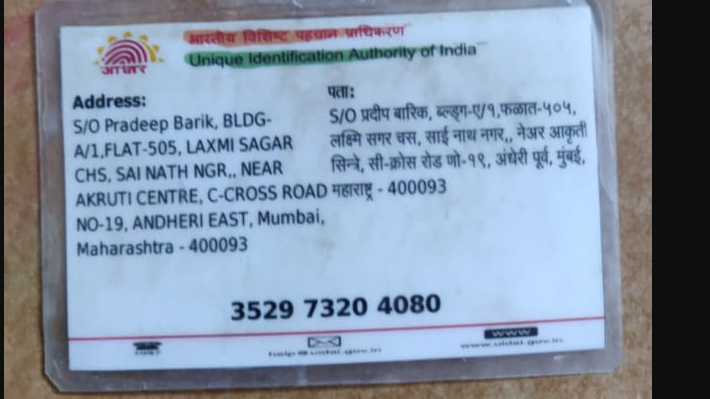 भारतीय विशिष्ट पहचान प्राधिकरण
Unique Identification Authority of India
आधार
Address:
S/O Pradeep Barik, BLDG-
A/1,FLAT-505, LAXMI SAGAR
CHS, SAI NATH NGR,, NEAR
AKRUTI CENTRE, C-CROSS ROAD
NO-19, ANDHERI EAST, Mumbai,
Maharashtra - 400093
पता:
S/O प्रदीप बारिक, ब्ल्ड्ग-ए/१,फळात-५०५,
लक्ष्मि सगर चस, साई नाथ नगर,, नेअर आकृती
सिन्त्रे, सी-क्रोस रोड णो-१९, अंधेरी पूर्व, मुंबई,
महाराष्ट्र - 400093
3529 7320 4080
1947
help@uidai.gov.in
www
www.uidai.gov.in